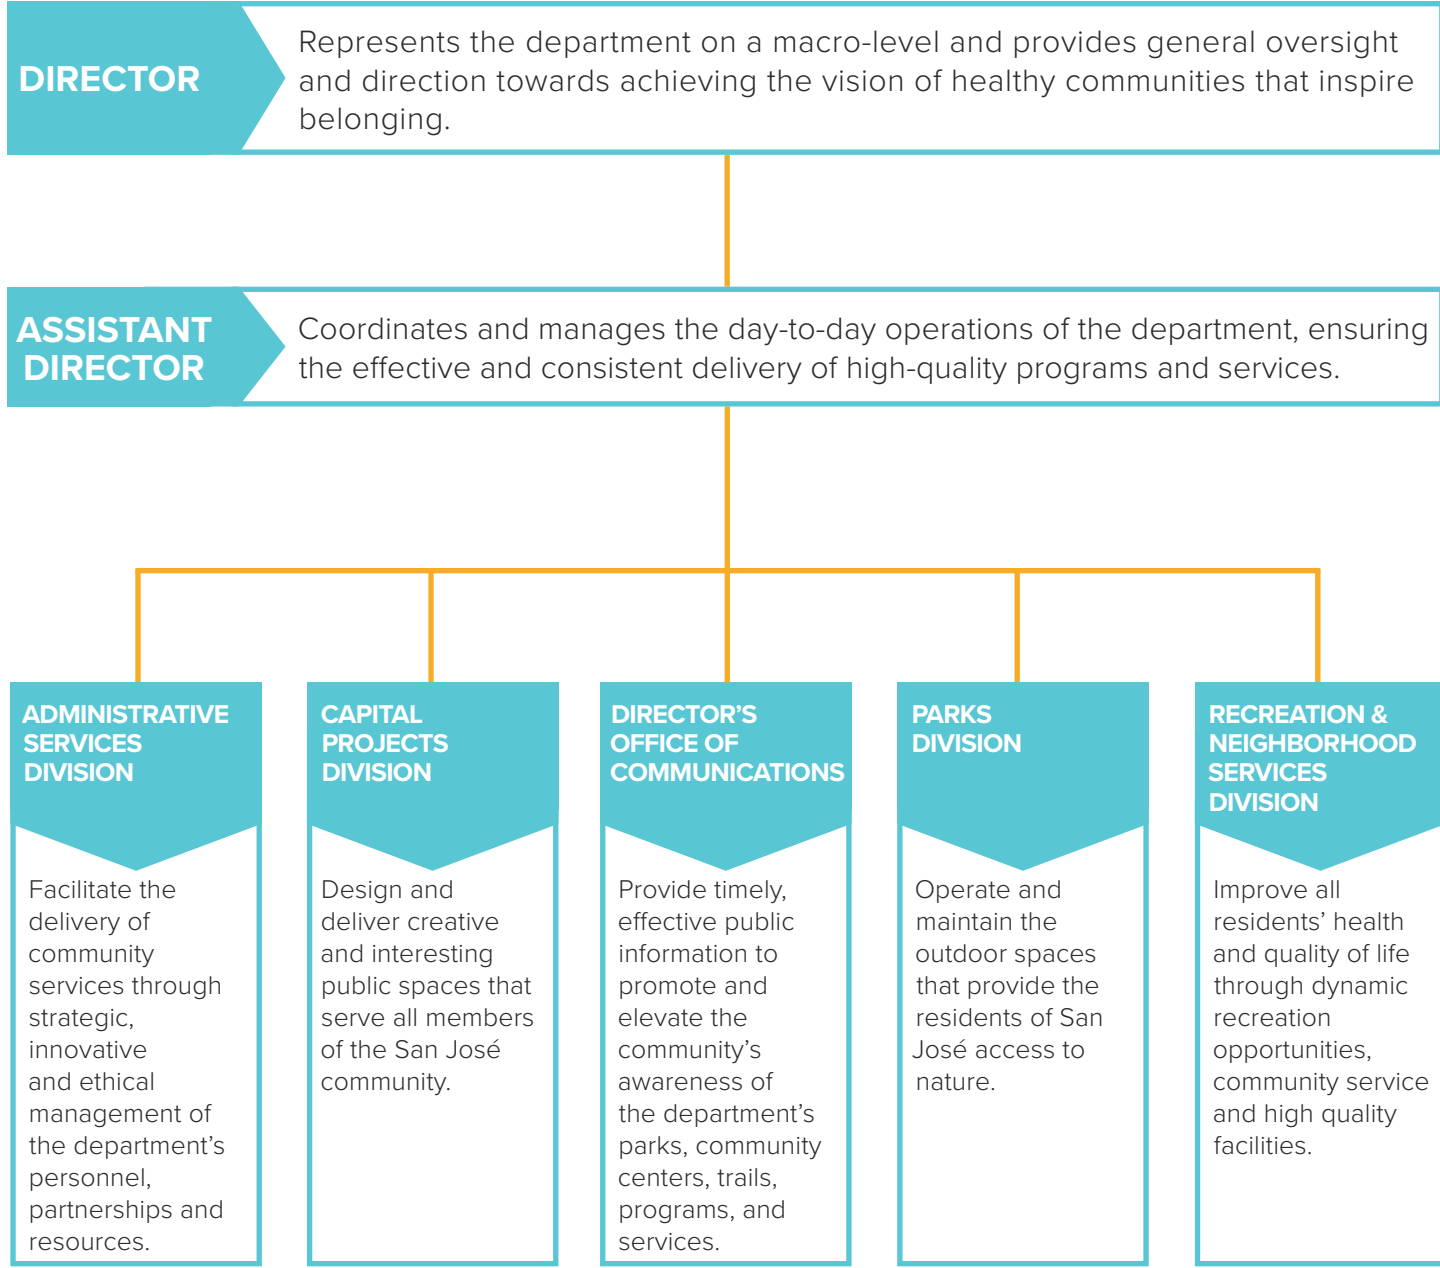 DIRECTOR
Represents the department on a macro-level and provides general oversight
and direction towards achieving the vision of healthy communities that inspire
belonging.
ASSISTANT
DIRECTOR
Coordinates and manages the day-to-day operations of the department, ensuring
the effective and consistent delivery of high-quality programs and services.
ADMINISTRATIVE
SERVICES
DIVISION
Facilitate the
delivery of
community
services through
strategic,
innovative
and ethical
management of
the department’s
personnel,
partnerships and
resources.
CAPITAL
PROJECTS
DIVISION
Design and
deliver creative
and interesting
public spaces that
serve all members
of the San José
community.
DIRECTOR’S
OFFICE OF
COMMUNICATIONS
Provide timely,
effective public
information to
promote and
elevate the
community’s
awareness of
the department’s
parks, community
centers, trails,
programs, and
services.
PARKS
DIVISION
Operate and
maintain the
outdoor spaces
that provide the
residents of San
José access to
nature.
RECREATION &
NEIGHBORHOOD
SERVICES
DIVISION
Improve all
residents’ health
and quality of life
through dynamic
recreation
opportunities,
community service
and high quality
facilities.